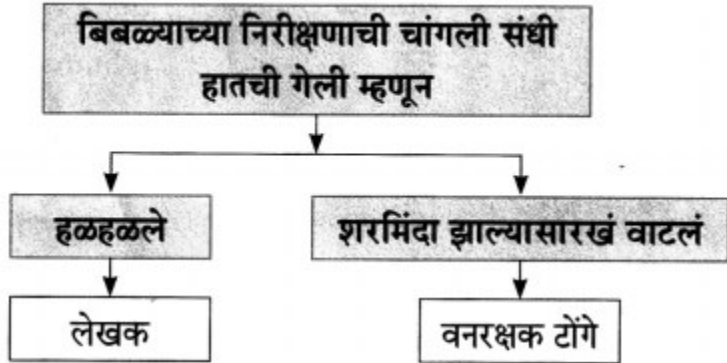 बिबळ्याच्या निरीक्षणाची चांगली संधी
हातची गेली म्हणून
हळहळले
शरमिंदा झाल्यासारखं वाटलं
लेखक
वनरक्षक टोंगे